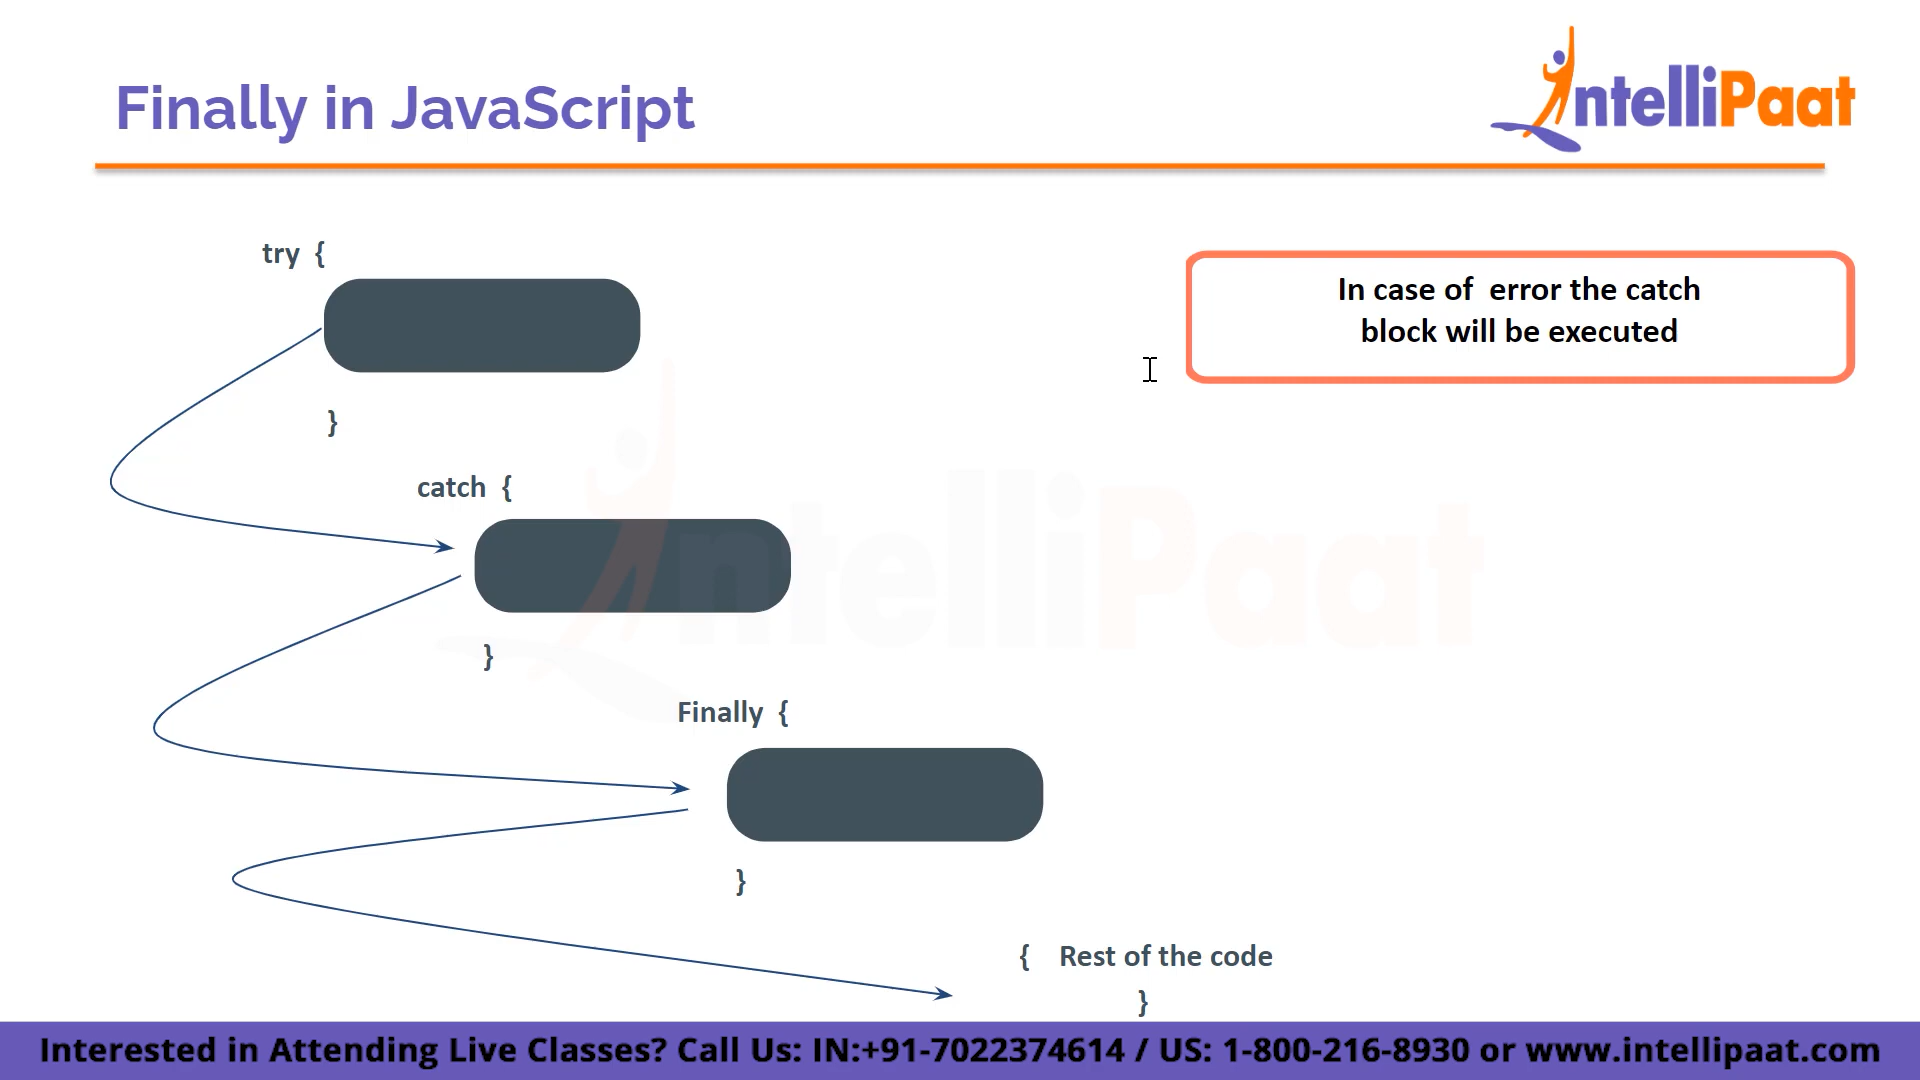 Finally in JavaScript
ntelliPaat
try {
In case of error the catch
block will be executed
}
catch {
ntelliPaat
}
Finally {
}
{ Rest of the code
}
Interested in Attending Live Classes? Call Us: IN:+91-7022374614 / US: 1-800-216-8930 or www.intellipaat.com